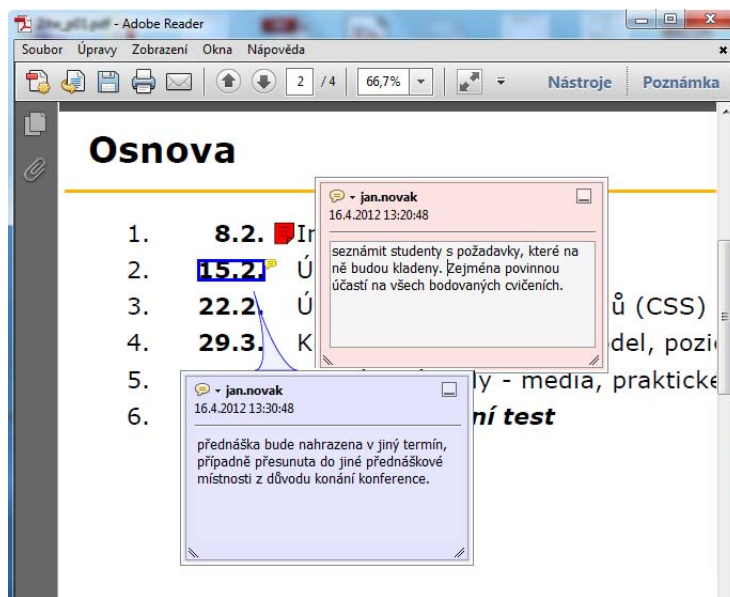 - Adobe Reader
Soubor Úpravy Zobrazení Okna Nápověda
2 / 4 66,7% Nástroje Poznámka
Osnova
jan.novak
16.4.2012 13:20:48
seznámit studenty s požadavky, které na
ně budou kladeny. Zejména povinnou
účastí na všech bodovaných cvičeních.
1. 8.2.
2. 15.2. Ú
3. 22.2. Ú ů (CSS)
4. 29.3. K del, pozi
5. dy - media, praktické
6. ní test
jan.novak
16.4.2012 13:30:48
přednáška bude nahrazena v jiný termín,
případně přesunuta do jiné přednáškové
místnosti z důvodu konání konference.